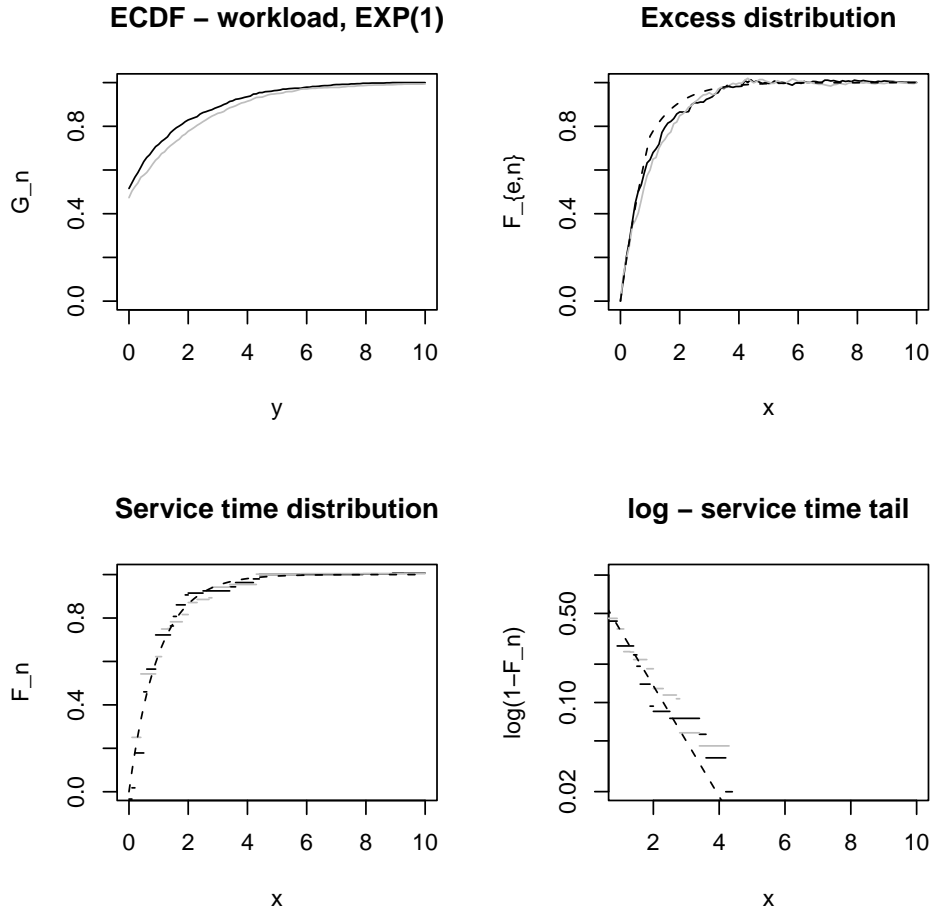 ECDF − workload, EXP(1)
G_n
0.0 0.4 0.8
0 2 4 6 8 10
y
Excess distribution
F_{e,n}
0.0 0.4 0.8
0 2 4 6 8 10
x
Service time distribution
F_n
0.0 0.4 0.8
0 2 4 6 8 10
x
log − service time tail
log(1−F_n)
0.02 0.10 0.50
2 4 6 8 10
x